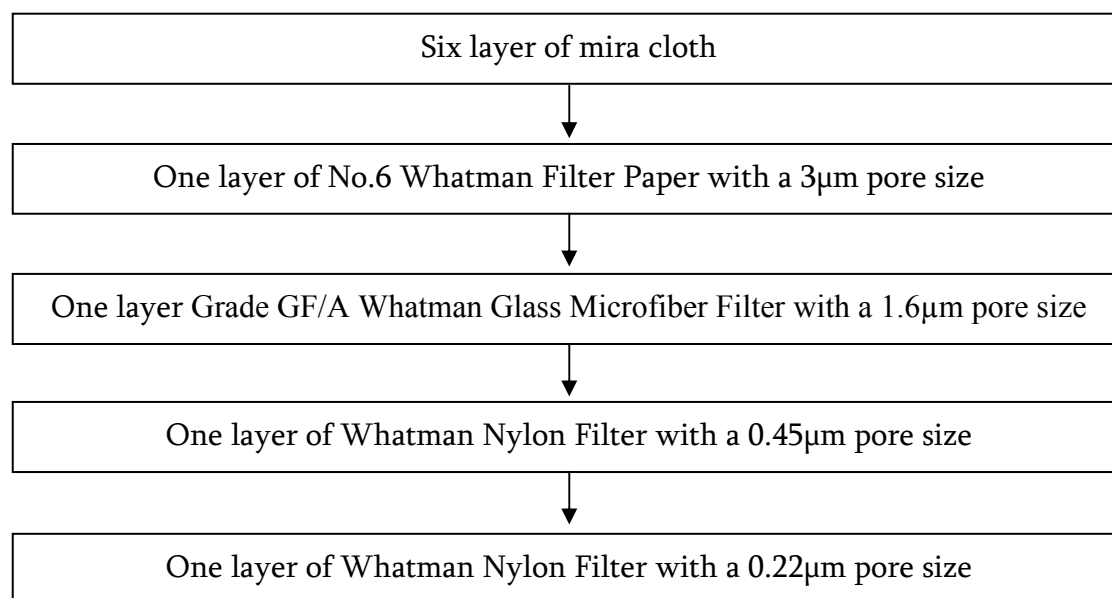 Six layer of mira cloth
One layer of No.6 Whatman Filter Paper with a 3μm pore size
One layer Grade GF/A Whatman Glass Microfiber Filter with a 1.6μm pore size
One layer of Whatman Nylon Filter with a 0.45μm pore size
One layer of Whatman Nylon Filter with a 0.22μm pore size